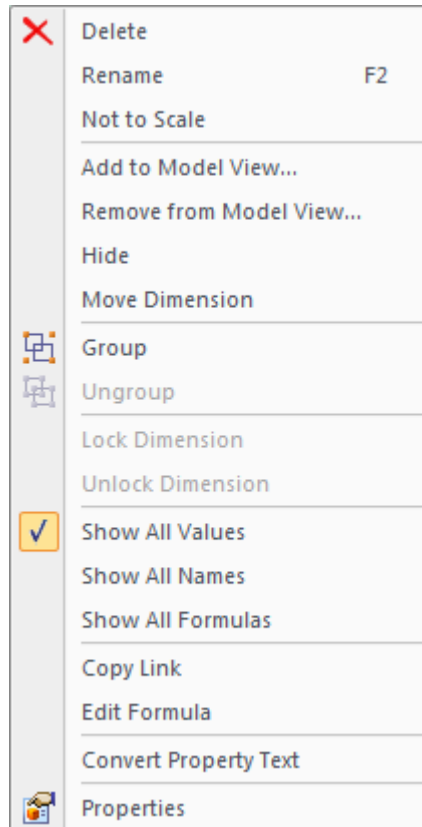 Delete
Rename F2
Not to Scale
Add to Model View...
Remove from Model View...
Hide
Move Dimension
Group
Ungroup
Lock Dimension
Unlock Dimension
Show All Values
Show All Names
Show All Formulas
Copy Link
Edit Formula
Convert Property Text
Properties